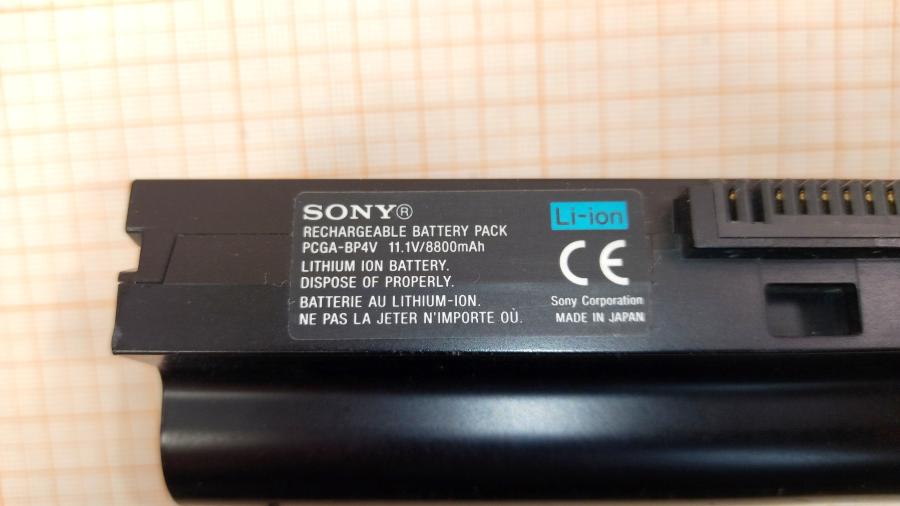 SONY®
RECHARGEABLE BATTERY PACK
PCGA-BP4V 11.1V/8800mAh
LITHIUM ION BATTERY.
DISPOSE OF PROPERLY.
BATTERIE AU LITHIUM-ION.
NE PAS LA JETER N'IMPORTE OÙ.
Li-ion
CE
Sony Corporation
MADE IN JAPAN